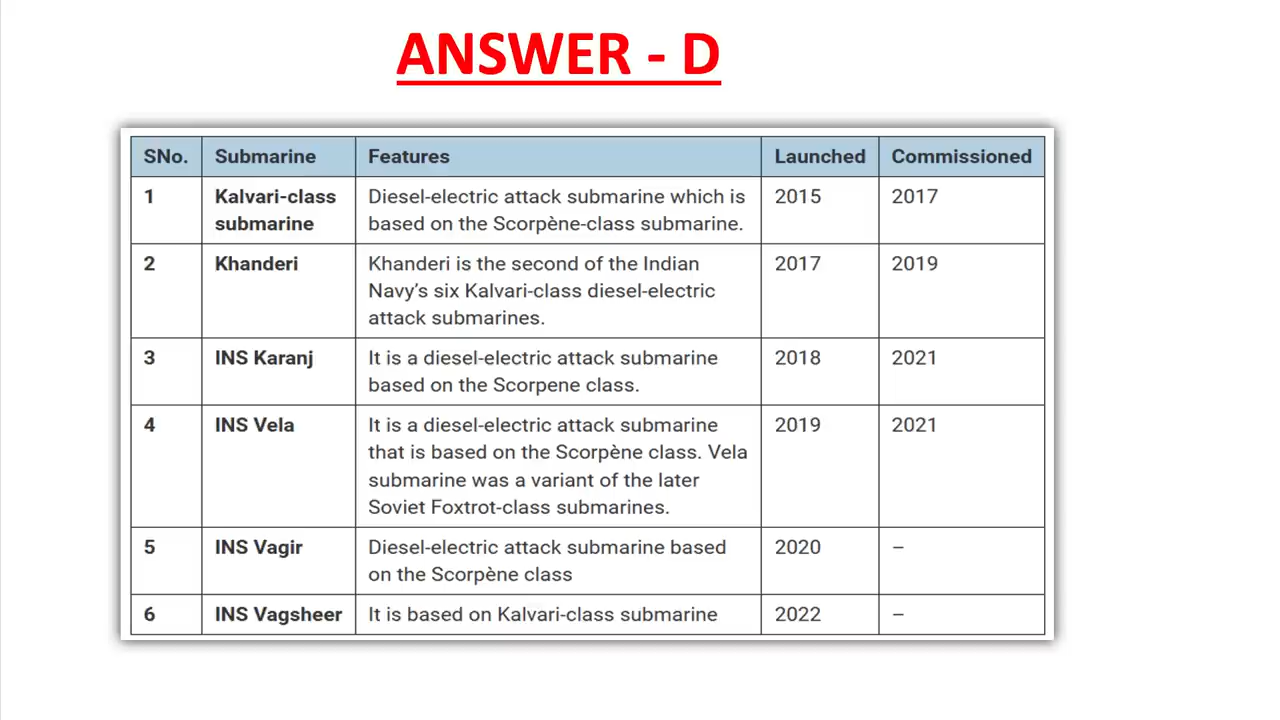 ANSWER - D
SNo. Submarine Features Launched Commissioned
1 Kalvari-class Diesel-electric attack submarine which is 2015 2017
submarine based on the Scorpène-class submarine.
2 Khanderi Khanderi is the second of the Indian 2017 2019
Navy's six Kalvari-class diesel-electric
attack submarines.
3 INS Karanj It is a diesel-electric attack submarine 2018 2021
based on the Scorpene class.
4 INS Vela It is a diesel-electric attack submarine 2019 2021
that is based on the Scorpène class. Vela
submarine was a variant of the later
Soviet Foxtrot-class submarines.
5 INS Vagir Diesel-electric attack submarine based 2020 –
on the Scorpène class
6 INS Vagsheer It is based on Kalvari-class submarine 2022 –